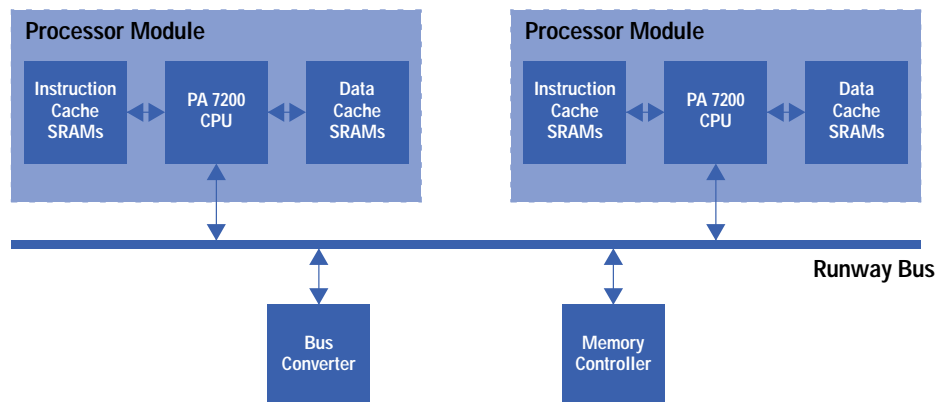 Processor Module
Instruction
Cache
SRAMs
PA 7200
CPU
Data
Cache
SRAMs
Processor Module
Instruction
Cache
SRAMs
PA 7200
CPU
Data
Cache
SRAMs
Runway Bus
Bus
Converter
Memory
Controller